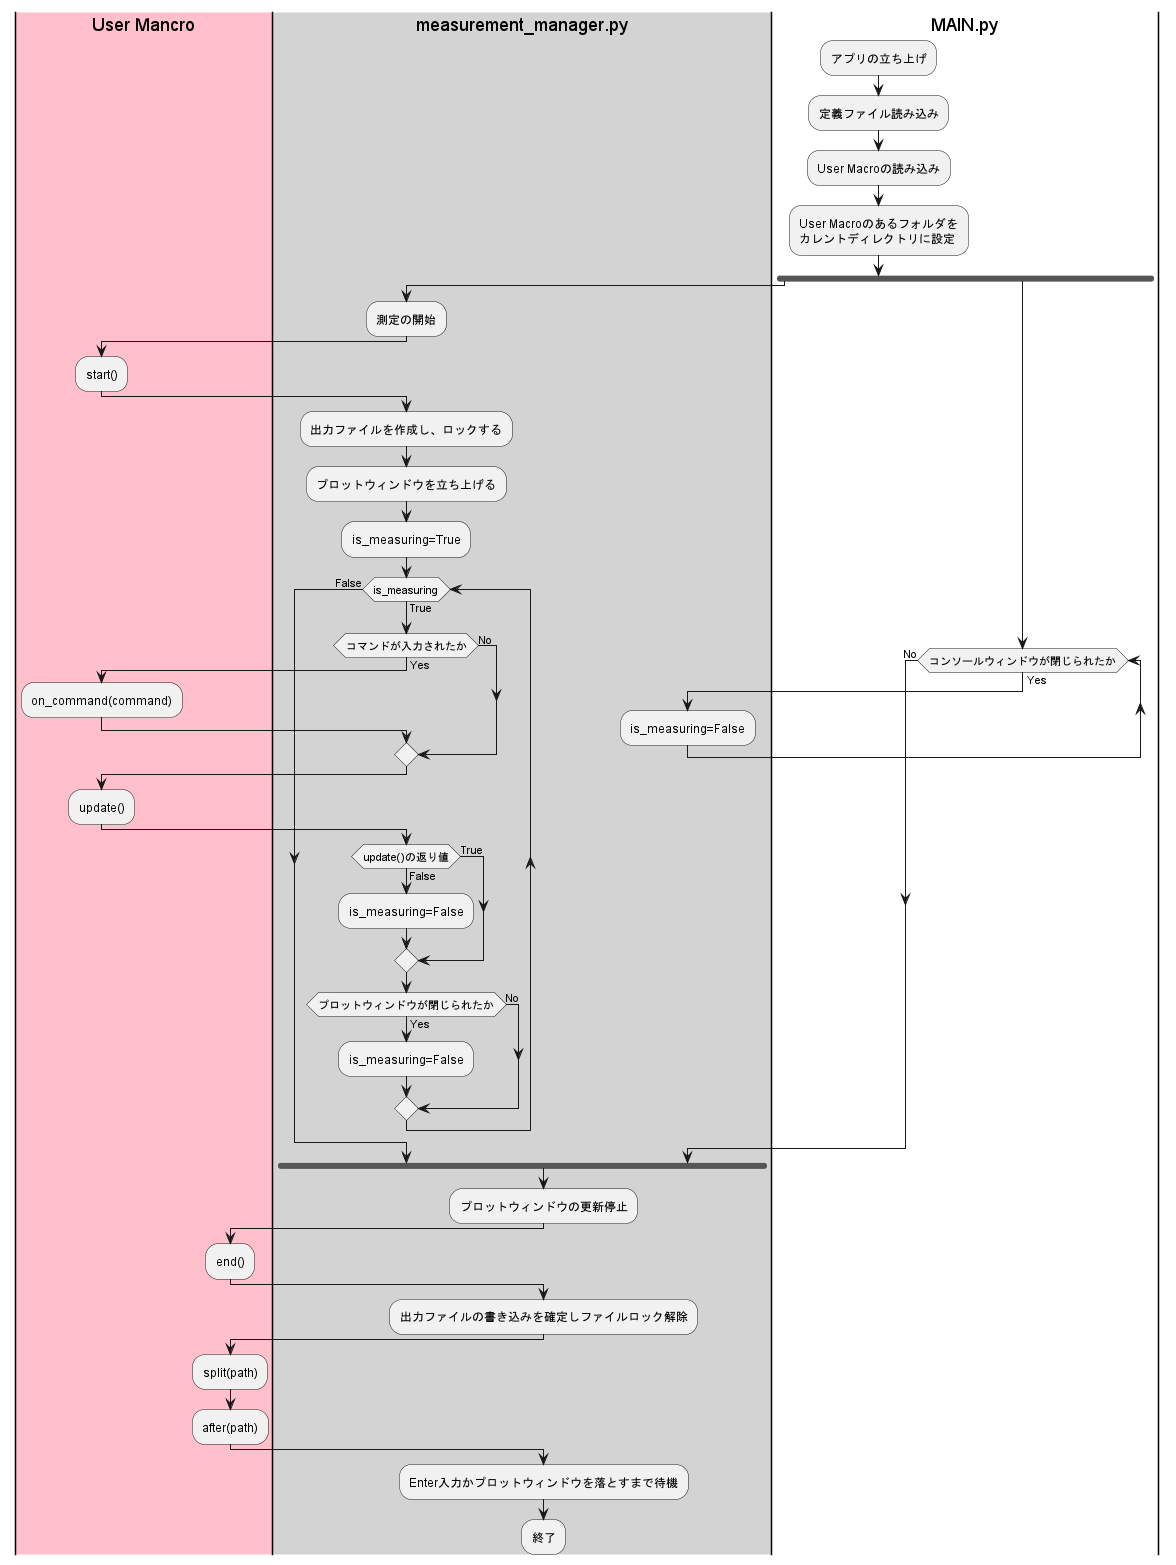 User Mancro
measurement_manager.py
MAIN.py
アプリの立ち上げ
定義ファイル読み込み
User Macroの読み込み
User Macroのあるフォルダを
カレントディレクトリに設定
測定の開始
start()
出力ファイルを作成し、ロックする
プロットウィンドウを立ち上げる
is_measuring=True
False
is_measuring
True
コマンドが入力されたか
No
Yes
No
コンソールウィンドウが閉じられたか
Yes
on_command(command)
is_measuring=False
update()
update()の返り値
True
False
is_measuring=False
プロットウィンドウが閉じられたか
No
Yes
is_measuring=False
プロットウィンドウの更新停止
end()
出力ファイルの書き込みを確定しファイルロック解除
split(path)
after(path)
Enter入力かプロットウィンドウを落とすまで待機
終了